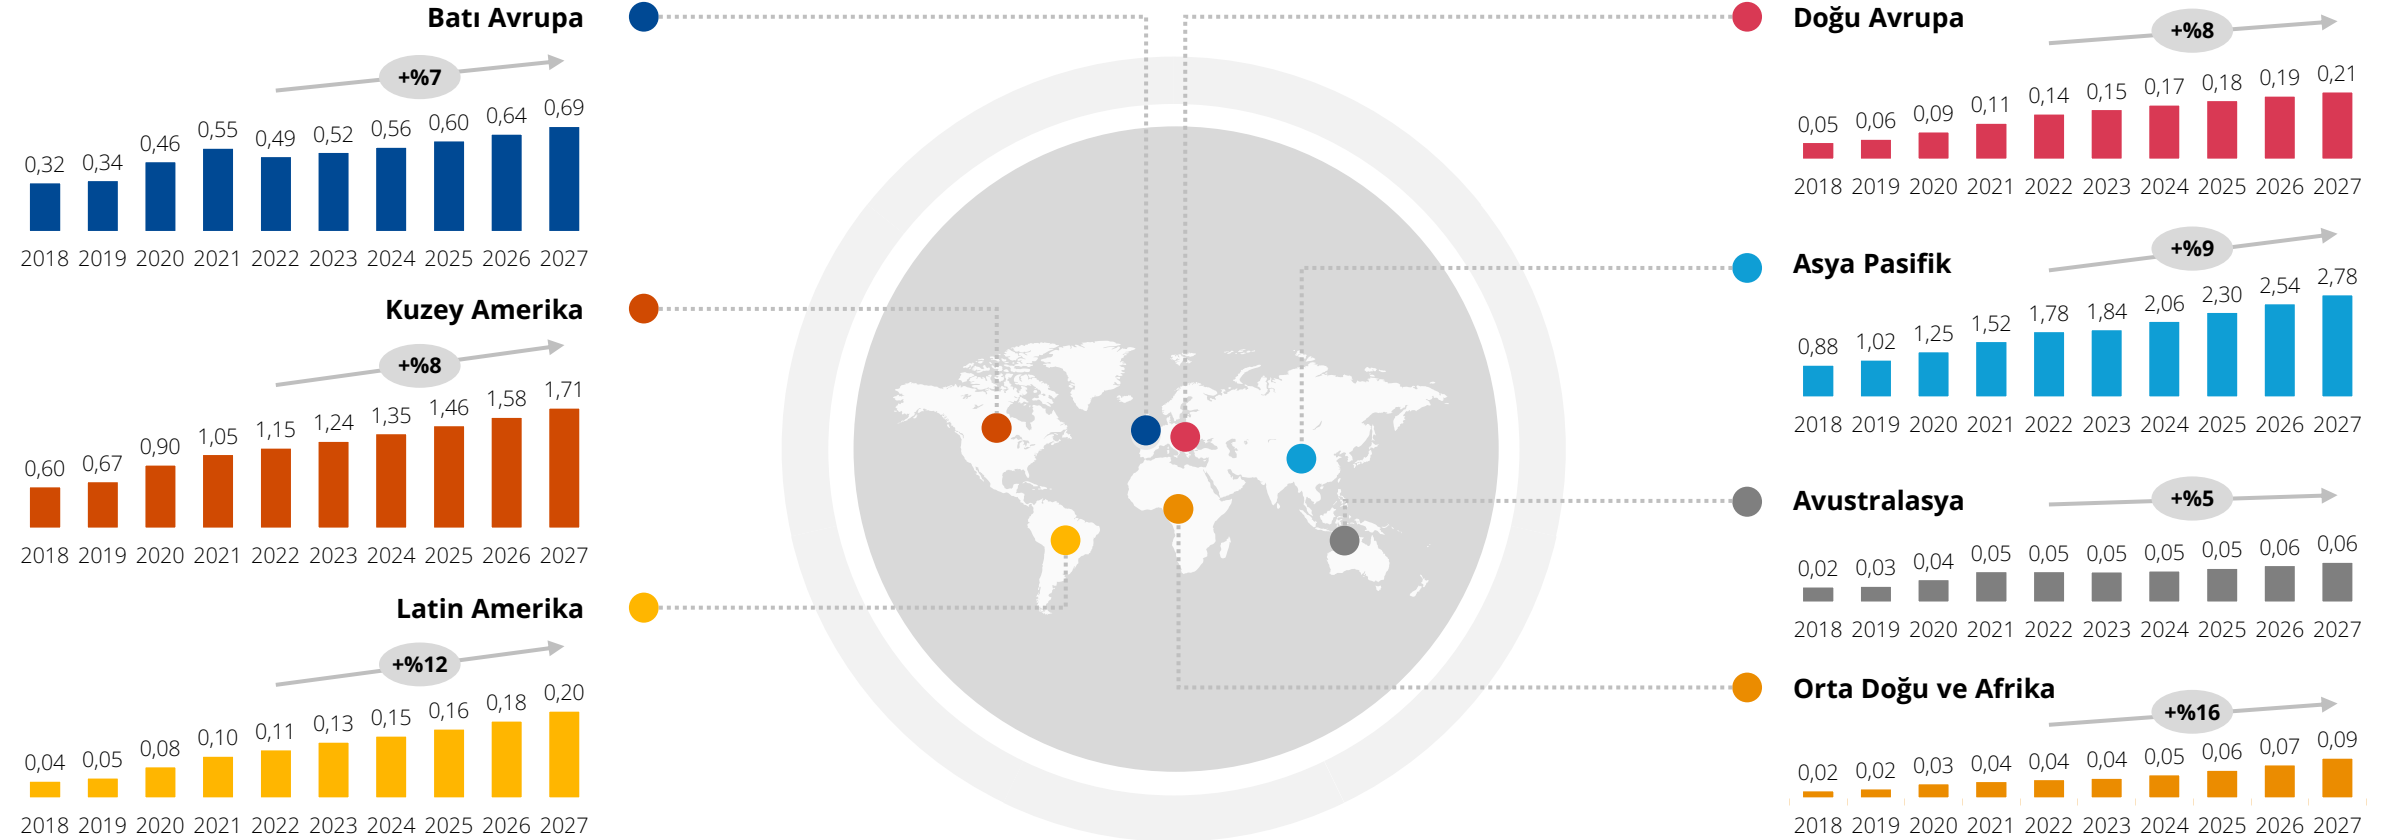 Batı Avrupa
+%7
0,32 0,34 0,46 0,55 0,49 0,52 0,56 0,60 0,64 0,69
2018 2019 2020 2021 2022 2023 2024 2025 2026 2027
Kuzey Amerika
+%8
0,60 0,67 0,90 1,05 1,15 1,24 1,35 1,46 1,58 1,71
2018 2019 2020 2021 2022 2023 2024 2025 2026 2027
Latin Amerika
+%12
0,04 0,05 0,08 0,10 0,11 0,13 0,15 0,16 0,18 0,20
2018 2019 2020 2021 2022 2023 2024 2025 2026 2027
Doğu Avrupa
+%8
0,05 0,06 0,09 0,11 0,14 0,15 0,17 0,18 0,19 0,21
2018 2019 2020 2021 2022 2023 2024 2025 2026 2027
Asya Pasifik
+%9
0,88 1,02 1,25 1,52 1,78 1,84 2,06 2,30 2,54 2,78
2018 2019 2020 2021 2022 2023 2024 2025 2026 2027
Avustralasya
+%5
0,02 0,03 0,04 0,05 0,05 0,05 0,05 0,05 0,06 0,06
2018 2019 2020 2021 2022 2023 2024 2025 2026 2027
Orta Doğu ve Afrika
+%16
0,02 0,02 0,03 0,04 0,04 0,04 0,05 0,06 0,07 0,09
2018 2019 2020 2021 2022 2023 2024 2025 2026 2027